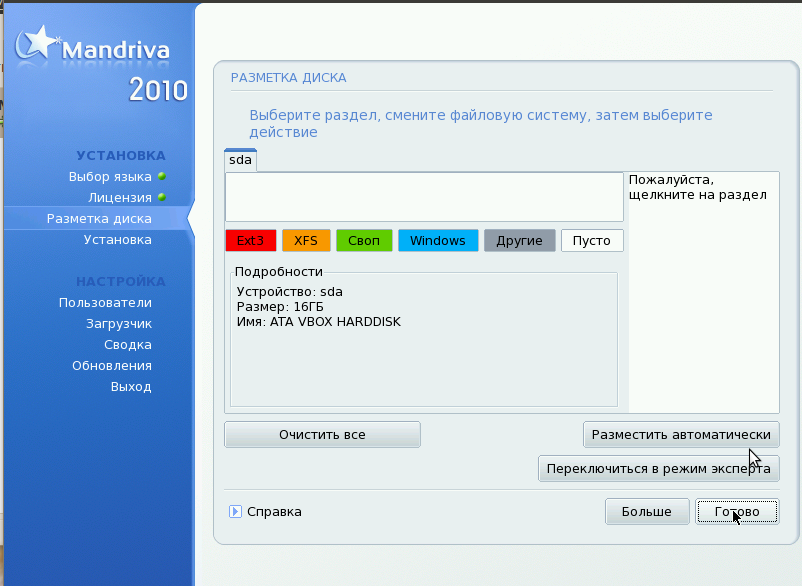 Mandriva
2010
УСТАНОВКА
Выбор языка
Лицензия
Разметка диска
Установка
НАСТРОЙКА
Пользователи
Загрузчик
Сводка
Обновления
Выход
РАЗМЕТКА ДИСКА
Выберите раздел, смените файловую систему, затем выберите
действие
sda
Пожалуйста,
щелкните на раздел
Ext3 XFS Своп Windows Другие Пусто
Подробности
Устройство: sda
Размер: 16ГБ
Имя: ATA VBOX HARDDISK
Очистить все
Разместить автоматически
Переключиться в режим эксперта
Справка
Больше
Готово